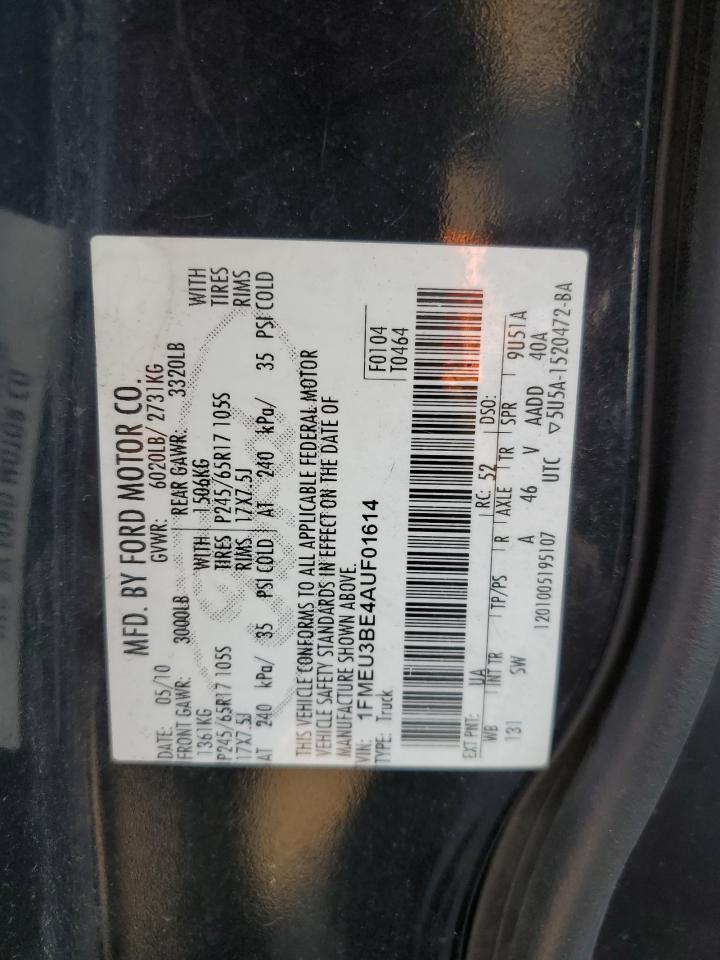 MFD. BY FORD MOTOR CO.
DATE: 05/10 GVWR: 6020LB/ 2731KG
FRONT GAWR: 3000LB REAR GAWR: 3320LB
1361KG WITH 1506KG WITH
P245/65R17 105S TIRES P245/65R17 105S TIRES
17X7.5J RIMS 17X7.5J RIMS
AT 240 kPa/ 35 PSI COLD AT 240 kPa/ 35 PSI COLD
THIS VEHICLE CONFORMS TO ALL APPLICABLE FEDERAL MOTOR
VEHICLE SAFETY STANDARDS IN EFFECT ON THE DATE OF
MANUFACTURE SHOWN ABOVE.
VIN: 1FMEU3BE4AUF01614
TYPE: Truck
F0104
T0464
EXT PNT: UA RC: 52 DSO:
WB INT TR TP/PS R AXLE TR SPR 9U51A
131 SW A 46 V AADD 40A
1201005195107 UTC ▽5U5A-1520472-BA